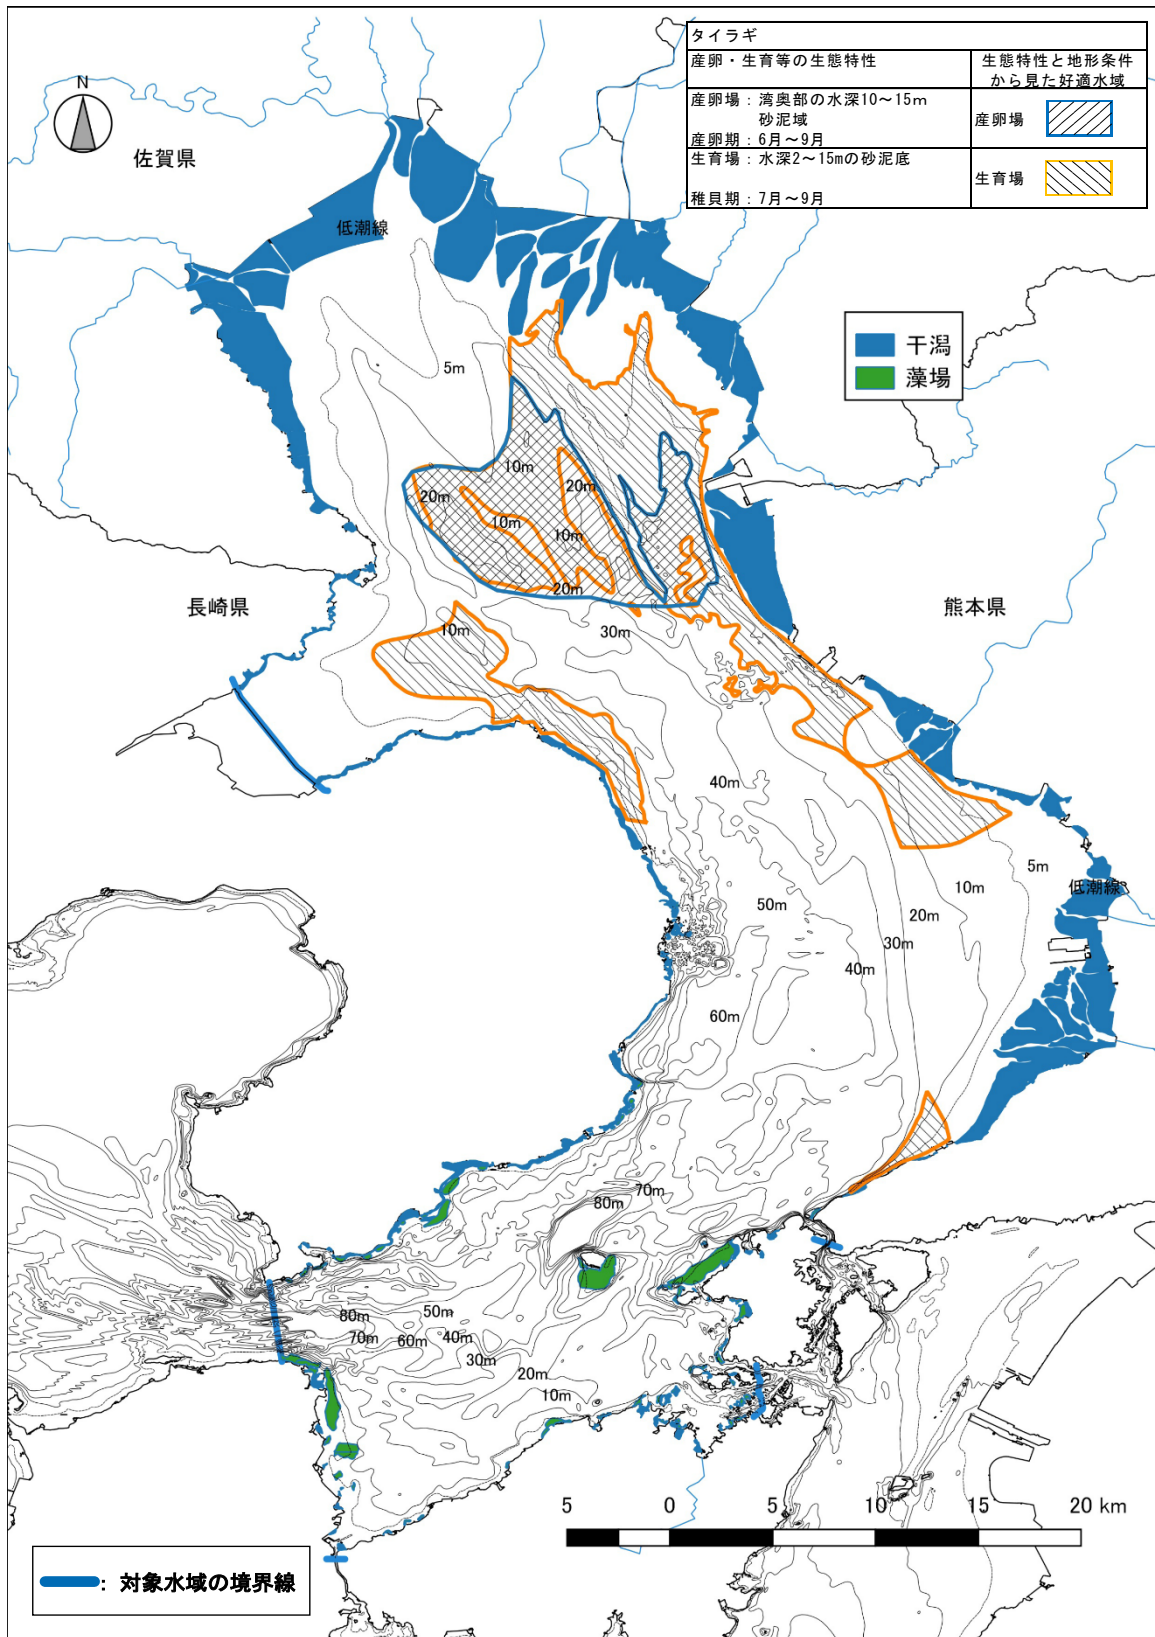 タイラギ
産卵・生育等の生態特性
生態特性と地形条件
から見た好適水域
産卵場：湾奥部の水深10～15m
砂泥域
産卵期：6月～9月
産卵場
生育場：水深2～15mの砂泥底
稚貝期：7月～9月
生育場
N
佐賀県
低潮線
干潟
藻場
5m
10m
20m
20m
10m
10m
20m
長崎県
熊本県
30m
10m
40m
5m
10m
低潮線
20m
50m
30m
40m
60m
70m
80m
80m
50m
70m
60m
40m
30m
20m
10m
5 0 5 10 15 20 km
：対象水域の境界線